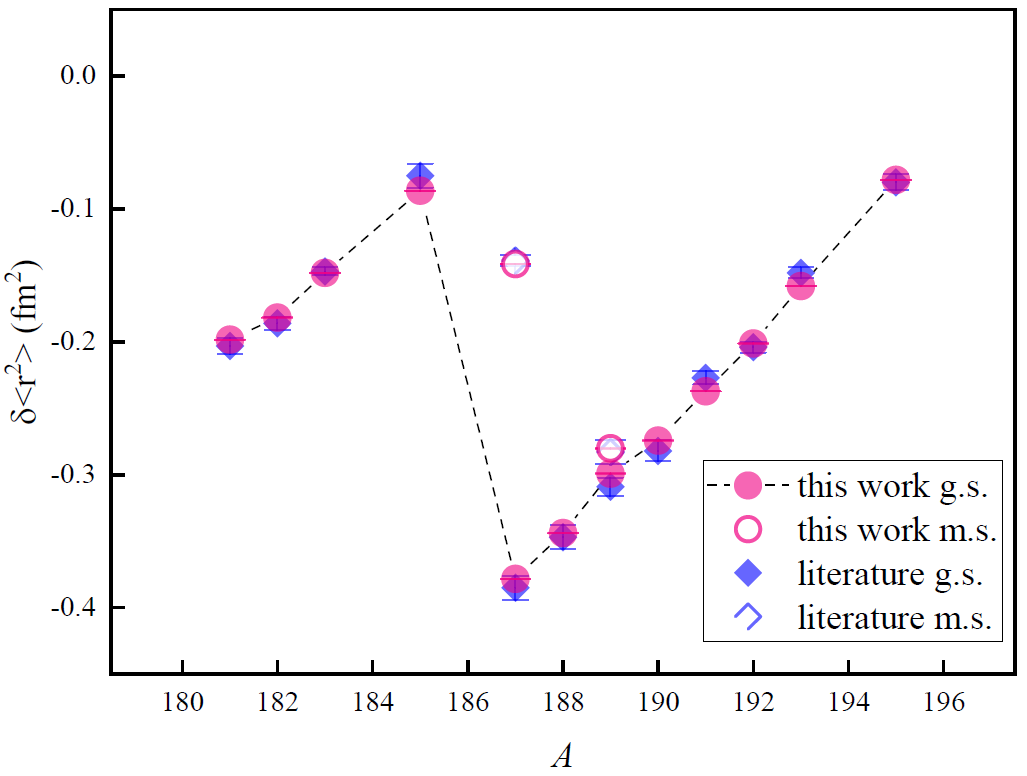 0.0
-0.1
-0.2
-0.3
-0.4
δ<r²> (fm²)
180 182 184 186 188 190 192 194 196
A
this work g.s.
this work m.s.
literature g.s.
literature m.s.